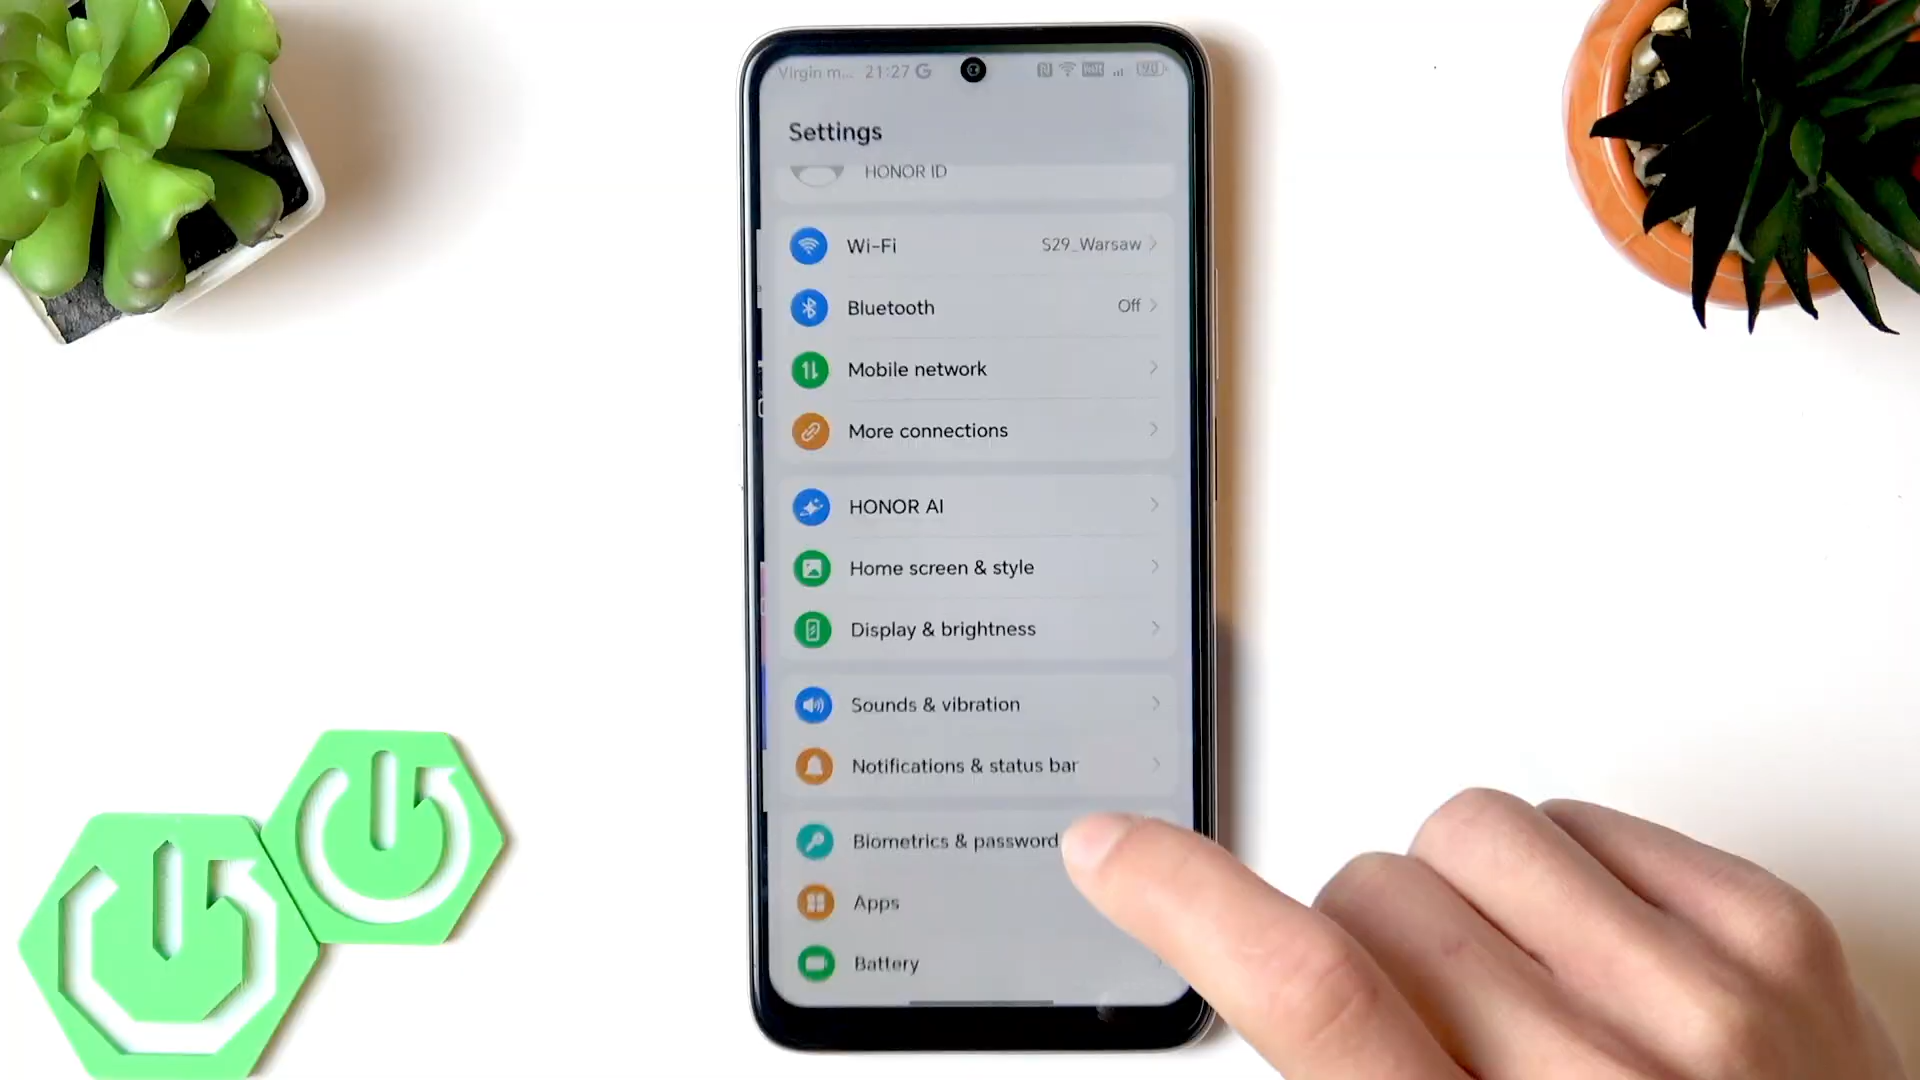 Virgin m... 21:27
90
Settings
HONOR ID
Wi-Fi S29_Warsaw
Bluetooth Off
Mobile network
More connections
HONOR AI
Home screen & style
Display & brightness
Sounds & vibration
Notifications & status bar
Biometrics & password
Apps
Battery